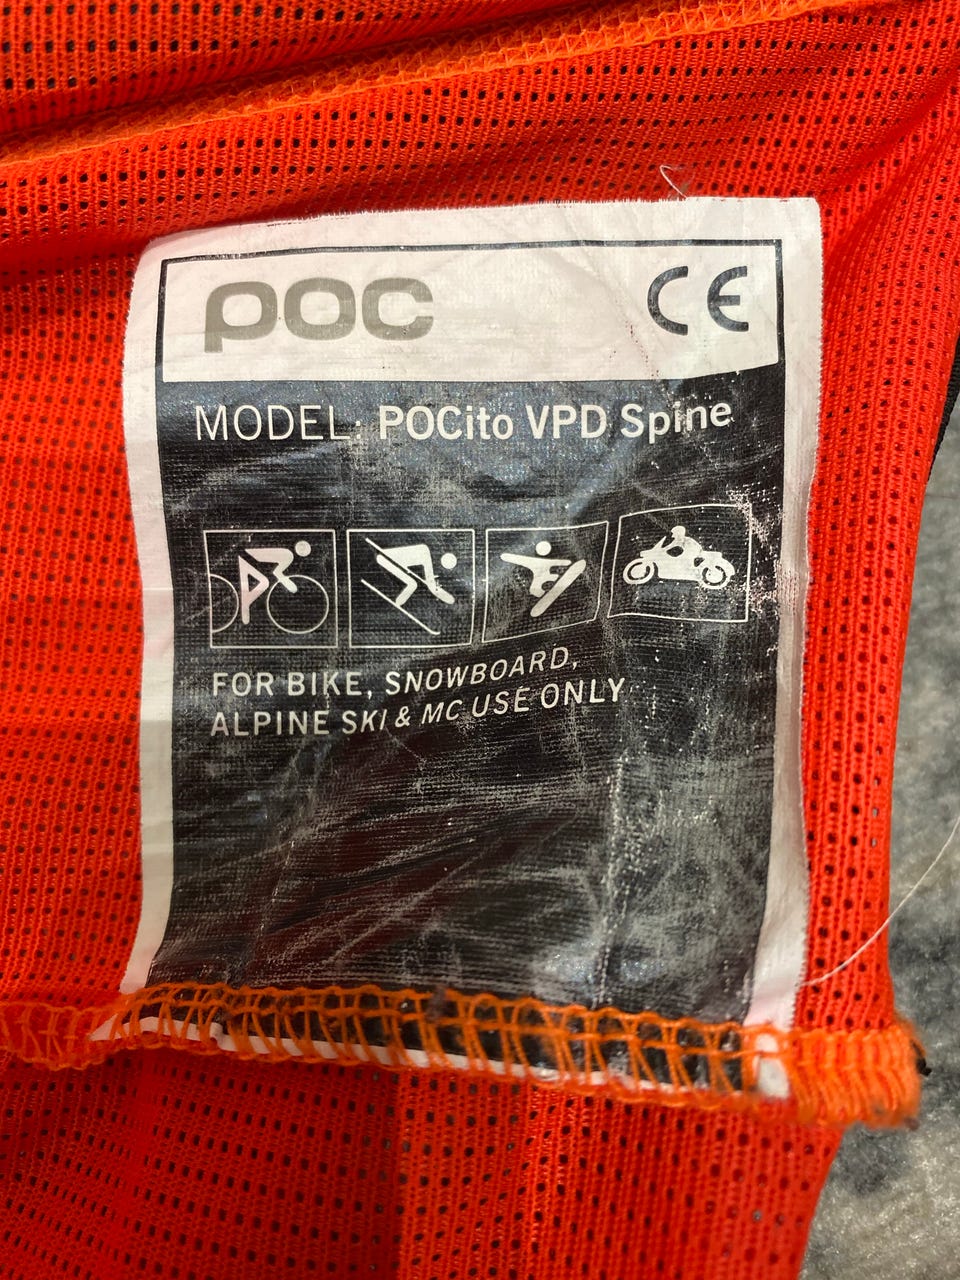 POC CE
MODEL: POCito VPD Spine
FOR BIKE, SNOWBOARD,
ALPINE SKI & MC USE ONLY